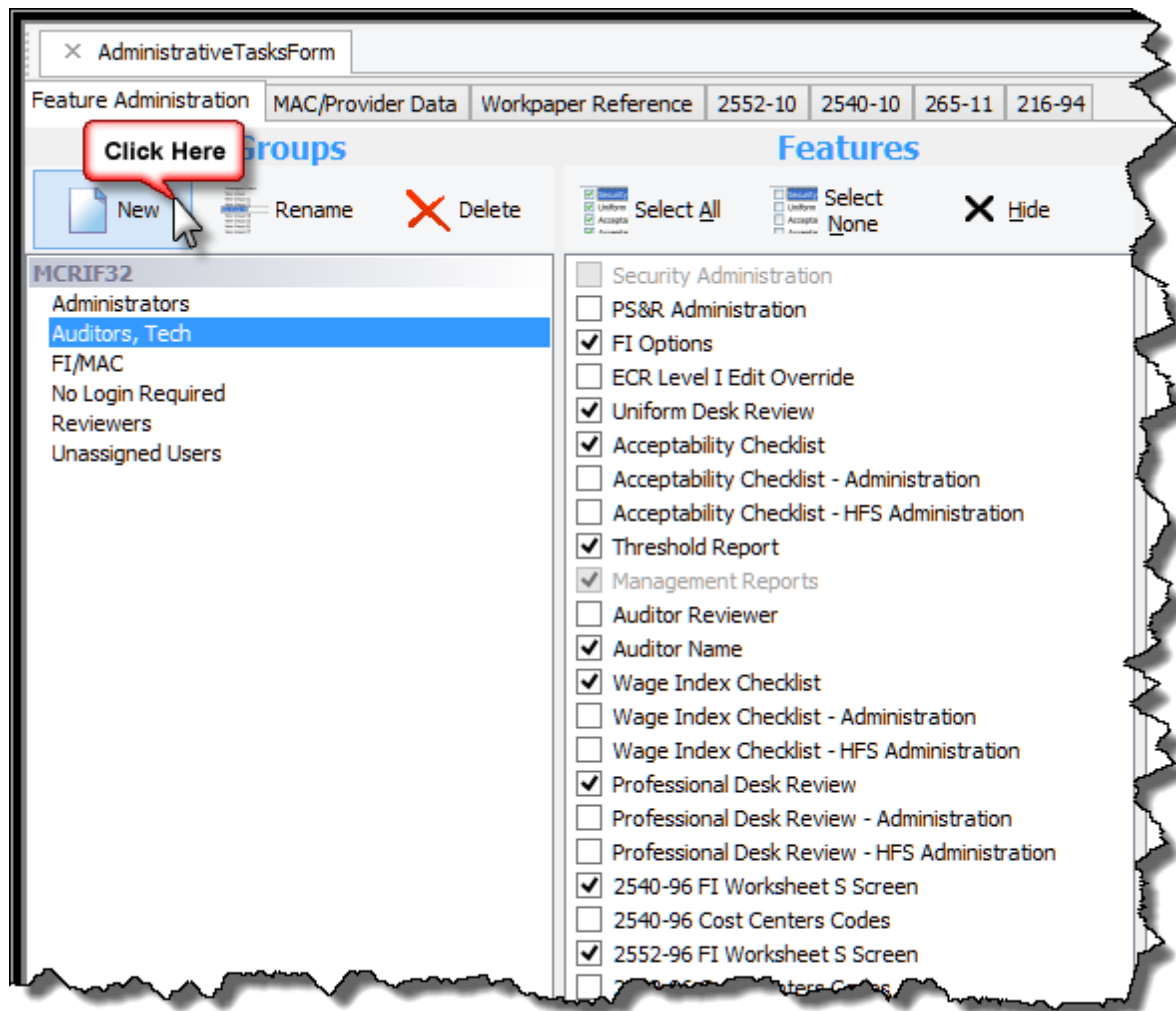 AdministrativeTasksForm
Feature Administration MAC/Provider Data Workpaper Reference 2552-10 2540-10 265-11 216-94
Click Here
Groups
Features
New Rename Delete
Select All
Select None
Hide
MCRIF32
Administrators
Auditors, Tech
FI/MAC
No Login Required
Reviewers
Unassigned Users
Security Administration
PS&R Administration
FI Options
ECR Level I Edit Override
Uniform Desk Review
Acceptability Checklist
Acceptability Checklist - Administration
Acceptability Checklist - HFS Administration
Threshold Report
Management Reports
Auditor Reviewer
Auditor Name
Wage Index Checklist
Wage Index Checklist - Administration
Wage Index Checklist - HFS Administration
Professional Desk Review
Professional Desk Review - Administration
Professional Desk Review - HFS Administration
2540-96 FI Worksheet S Screen
2540-96 Cost Centers Codes
2552-96 FI Worksheet S Screen